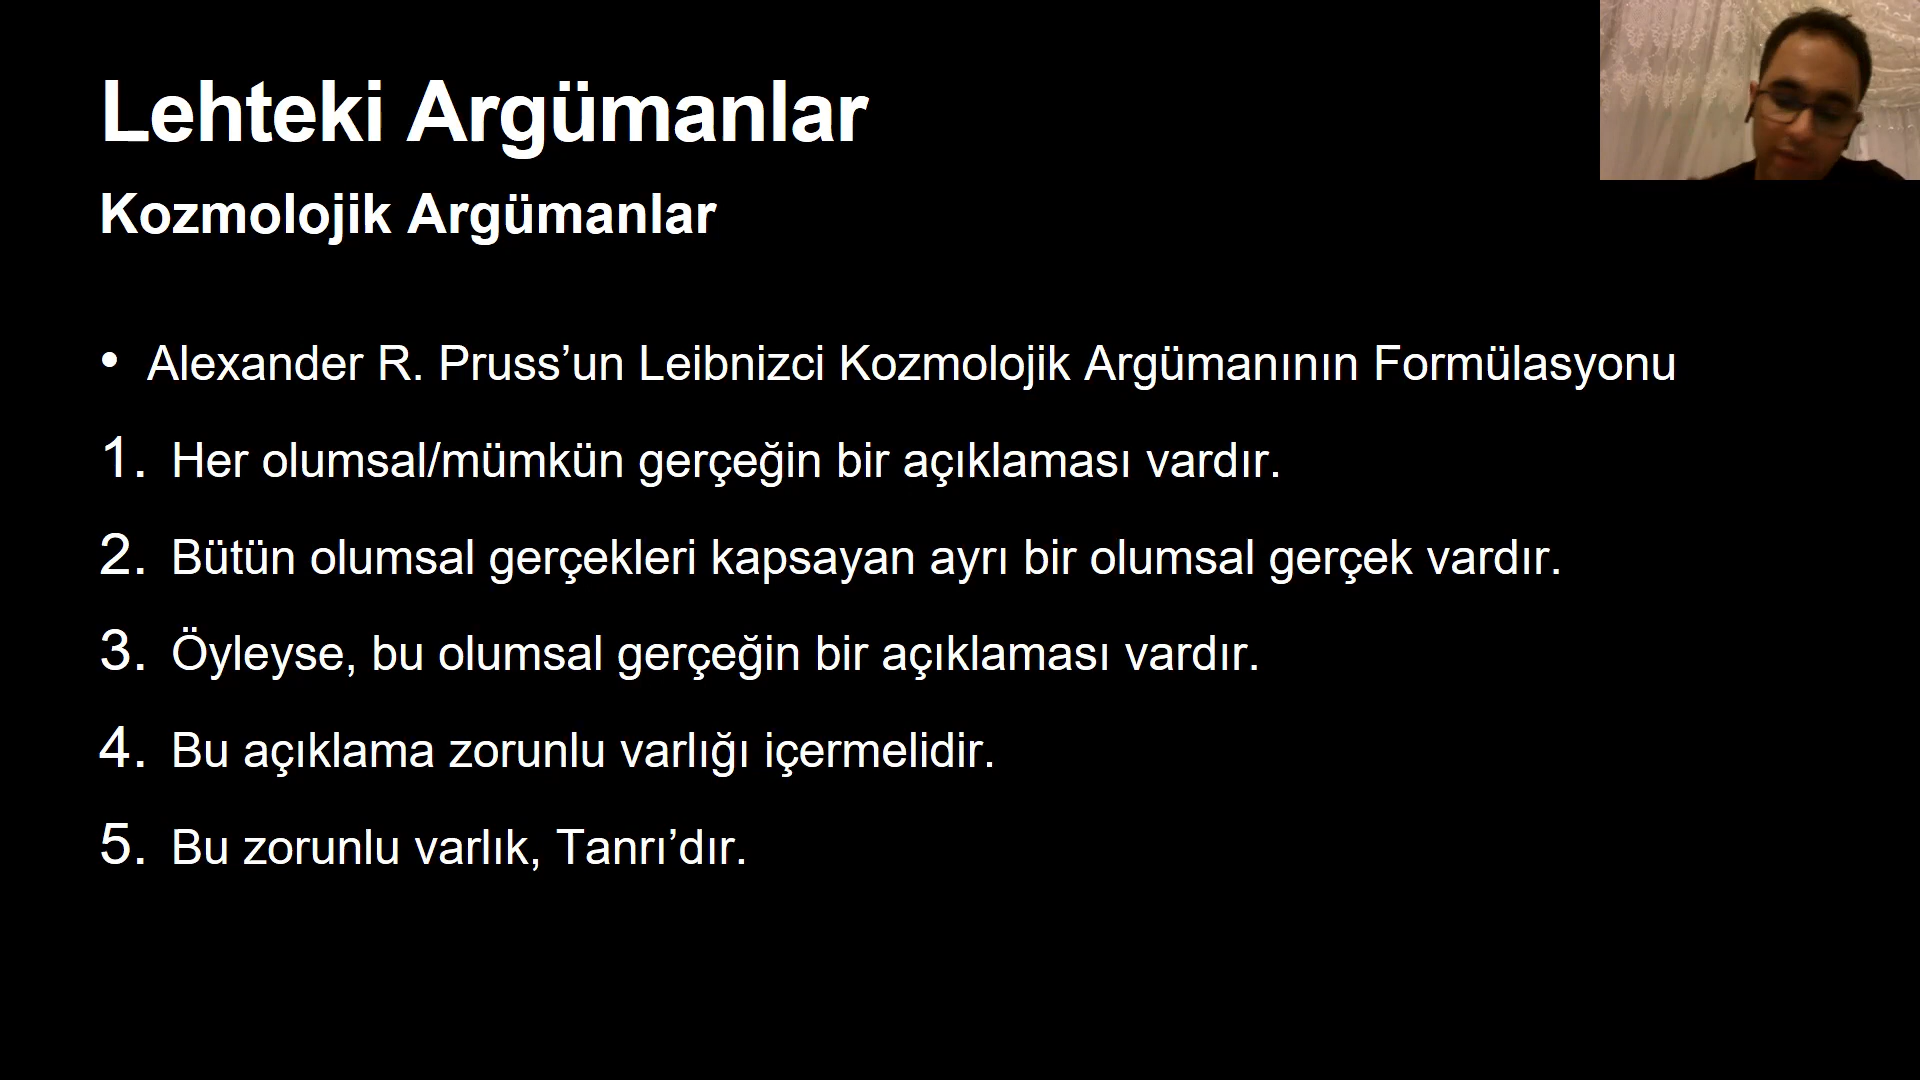 Lehteki Argümanlar
Kozmolojik Argümanlar
• Alexander R. Pruss’un Leibnizci Kozmolojik Argümanının Formülasyonu
1. Her olumsal/mümkün gerçeğin bir açıklaması vardır.
2. Bütün olumsal gerçekleri kapsayan ayrı bir olumsal gerçek vardır.
3. Öyleyse, bu olumsal gerçeğin bir açıklaması vardır.
4. Bu açıklama zorunlu varlığı içermelidir.
5. Bu zorunlu varlık, Tanrı’dır.